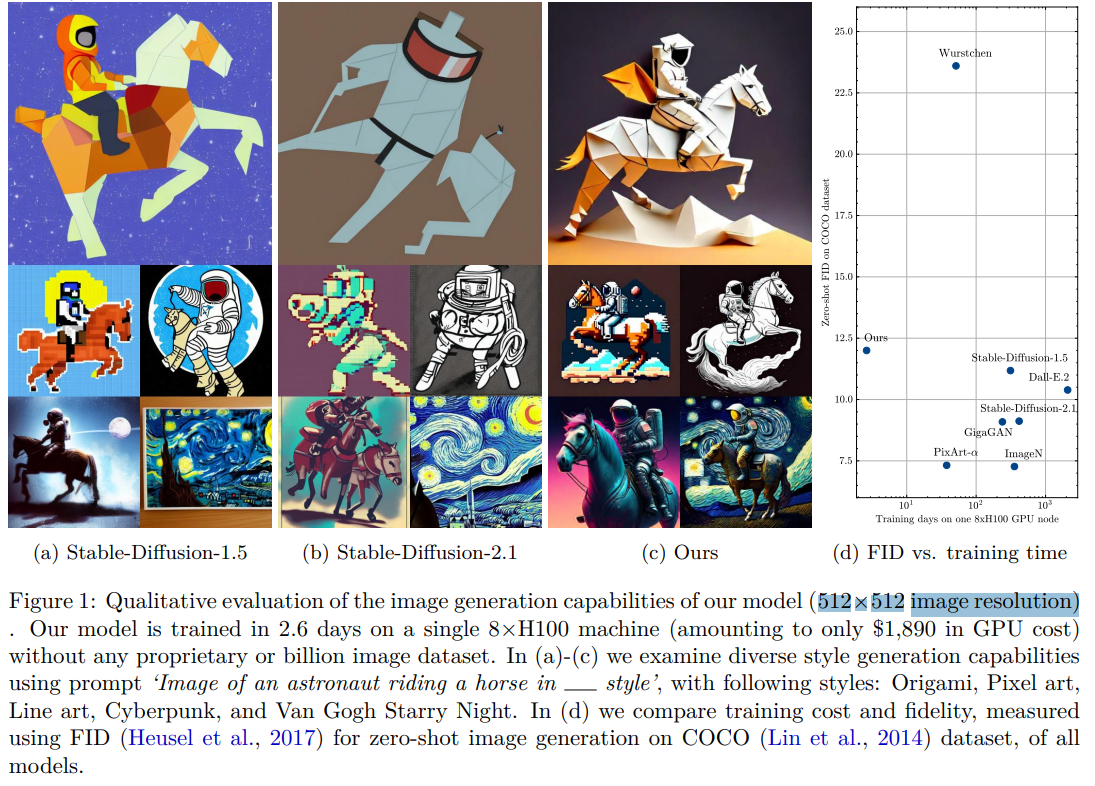 25.0
22.5
20.0
17.5
15.0
12.5
10.0
7.5
Zero-shot FID on COCO dataset
Wurstchen
Ours
Stable-Diffusion-1.5
Dall-E.2
Stable-Diffusion-2.1
GigaGAN
PixArt-α
ImageN
10¹
10²
10³
Training days on one 8xH100 GPU node
(a) Stable-Diffusion-1.5
(b) Stable-Diffusion-2.1
(c) Ours
(d) FID vs. training time
Figure 1: Qualitative evaluation of the image generation capabilities of our model (512×512 image resolution)
. Our model is trained in 2.6 days on a single 8×H100 machine (amounting to only $1,890 in GPU cost)
without any proprietary or billion image dataset. In (a)-(c) we examine diverse style generation capabilities
using prompt ‘Image of an astronaut riding a horse in ___ style’, with following styles: Origami, Pixel art,
Line art, Cyberpunk, and Van Gogh Starry Night. In (d) we compare training cost and fidelity, measured
using FID (Heusel et al., 2017) for zero-shot image generation on COCO (Lin et al., 2014) dataset, of all
models.